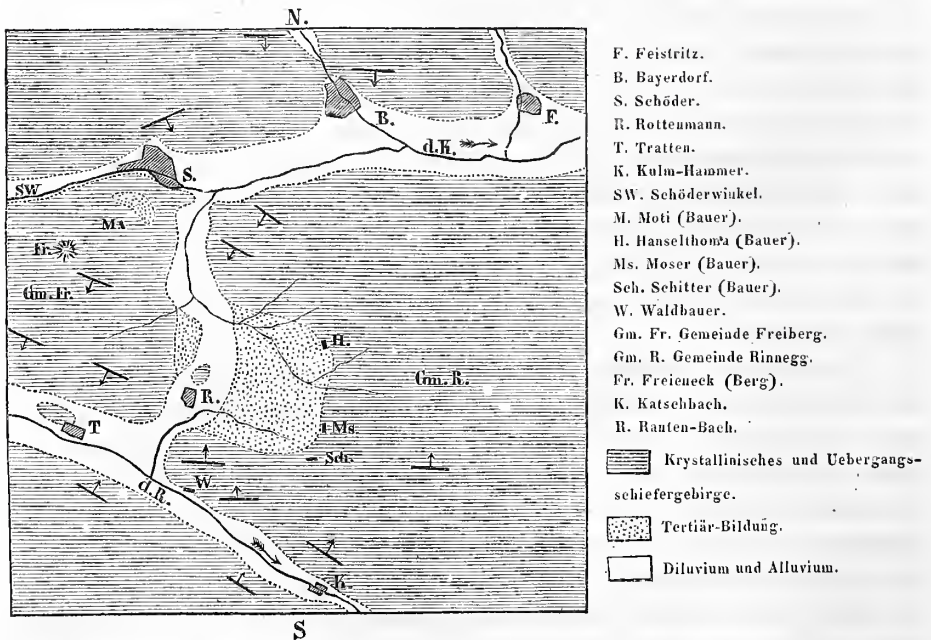 N.
B.
F.
d.K.
S.
SW
M.
Fr.
Gm. Fr.
H.
Gm. R.
R.
T
Ms.
Sch.
W.
d.R.
K.
S
F. Feistritz.
B. Bayerdorf.
S. Schöder.
R. Rottenmann.
T. Tratten.
K. Kulm-Hammer.
SW. Schöderwinkel.
M. Moti (Bauer).
H. Hanselthoma (Bauer).
Ms. Moser (Bauer).
Sch. Schitter (Bauer).
W. Waldbauer.
Gm. Fr. Gemeinde Freiberg.
Gm. R. Gemeinde Rinnegg.
Fr. Freieneck (Berg).
K. Katschbach.
R. Ranten-Bach.
Krystallinisches und Uebergangs-
schiefergebirge.
Tertiär-Bildung.
Diluvium und Alluvium.